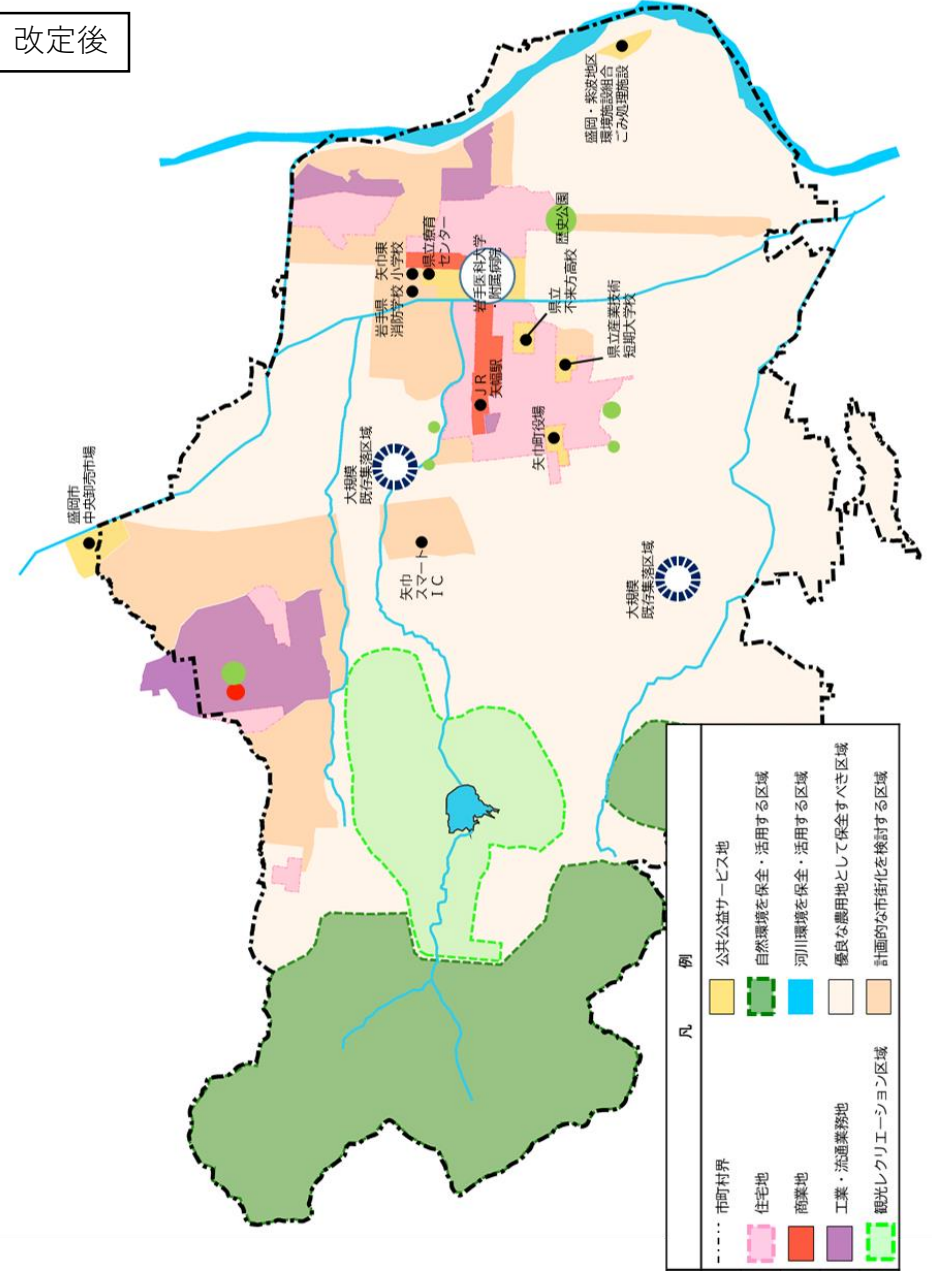 改定後
盛岡・紫波地区
環境施設組合
ごみ処理施設
歴史公園
矢巾東
小学校
県立療育
センター
岩手県
消防学校
岩手医科大学
附属病院
県立
不来方高校
県立産業技術
短期大学校
JR
矢幅駅
矢巾町役場
大規模
既存集落区域
盛岡市
中央卸売市場
矢巾
スマート
IC
大規模
既存集落区域
凡例
市町村界
住宅地
商業地
工業・流通業務地
観光レクリエーション区域
公共公益サービス地
自然環境を保全・活用する区域
河川環境を保全・活用する区域
優良な農用地として保全すべき区域
計画的な市街化を検討する区域